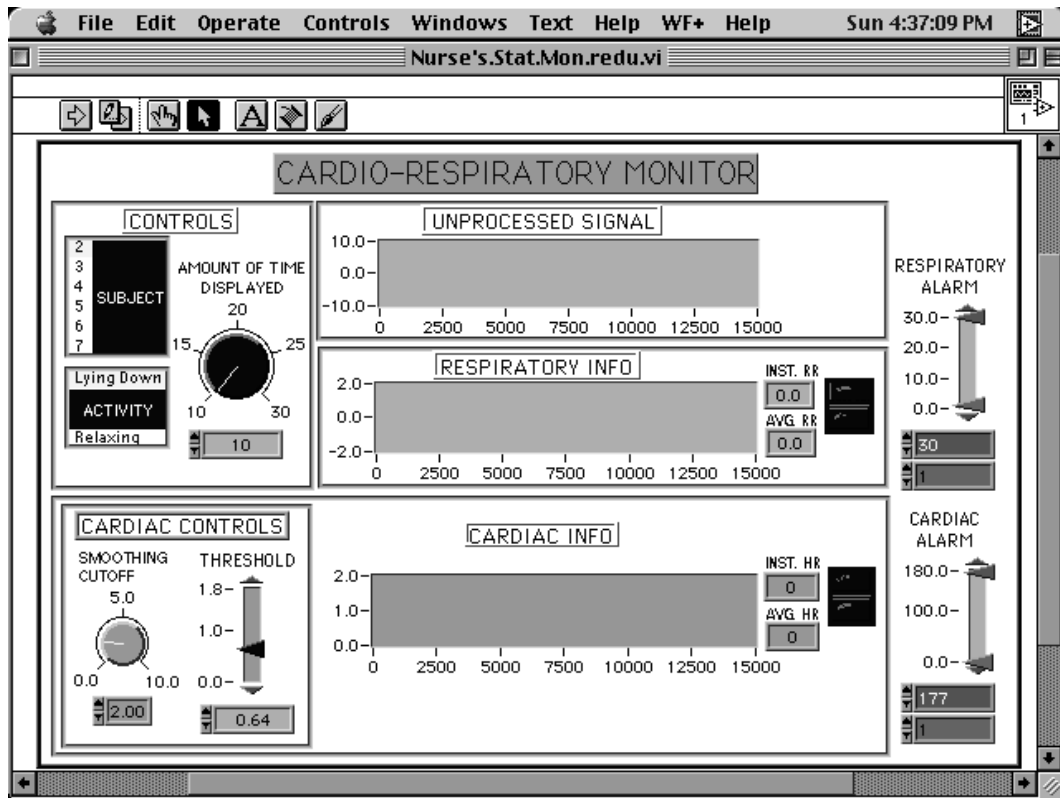 File Edit Operate Controls Windows Text Help WF+ Help Sun 4:37:09 PM
Nurse's.Stat.Mon.redu.vi
A
1
CARDIO-RESPIRATORY MONITOR
CONTROLS
2
3
4
5
6
7
SUBJECT
Lying Down
ACTIVITY
Relaxing
AMOUNT OF TIME
DISPLAYED
20
15 25
10 30
10
UNPROCESSED SIGNAL
10.0
0.0
-10.0
0 2500 5000 7500 10000 12500 15000
RESPIRATORY INFO
2.0
0.0
-2.0
0 2500 5000 7500 10000 12500 15000
INST. RR
0.0
AVG. RR
0.0
RESPIRATORY
ALARM
30.0
20.0
10.0
0.0
30
1
CARDIAC CONTROLS
SMOOTHING
CUTOFF
5.0
0.0 10.0
2.00
THRESHOLD
1.8
1.0
0.0
0.64
CARDIAC INFO
2.0
1.0
0.0
0 2500 5000 7500 10000 12500 15000
INST. HR
0
AVG. HR
0
CARDIAC
ALARM
180.0
100.0
0.0
177
1